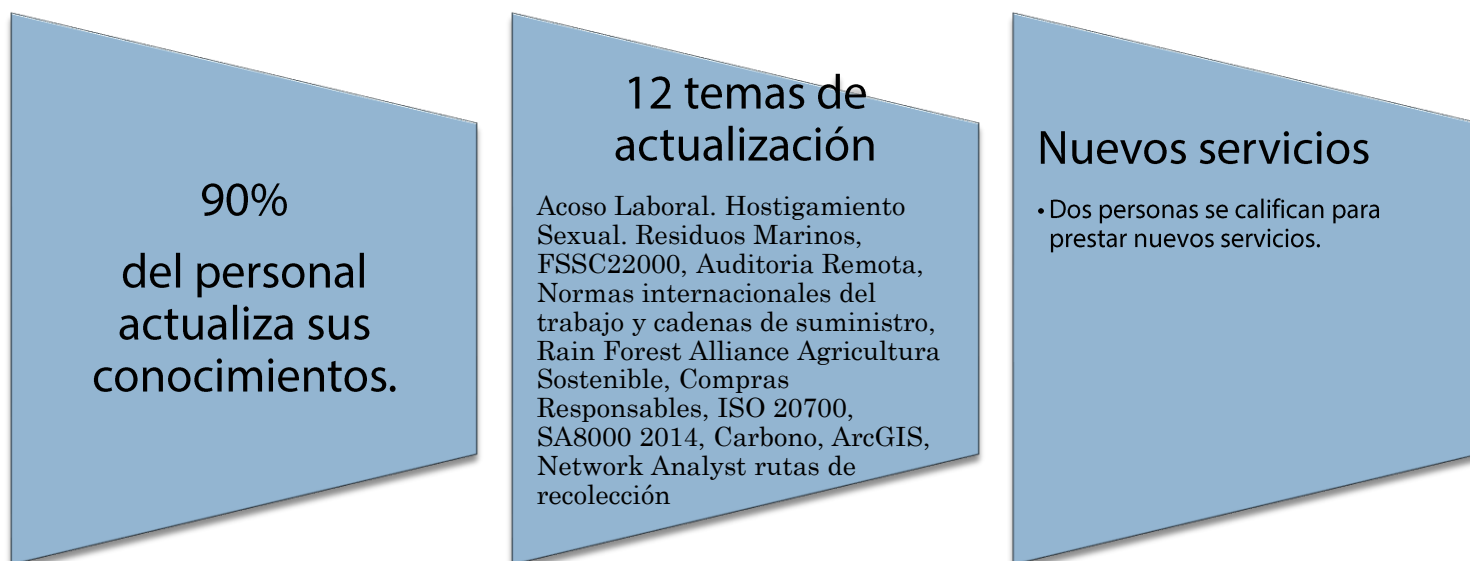 90%
del personal
actualiza sus
conocimientos.
12 temas de
actualización
Acoso Laboral. Hostigamiento
Sexual. Residuos Marinos,
FSSC22000, Auditoria Remota,
Normas internacionales del
trabajo y cadenas de suministro,
Rain Forest Alliance Agricultura
Sostenible, Compras
Responsables, ISO 20700,
SA8000 2014, Carbono, ArcGIS,
Network Analyst rutas de
recolección
Nuevos servicios
• Dos personas se califican para
prestar nuevos servicios.